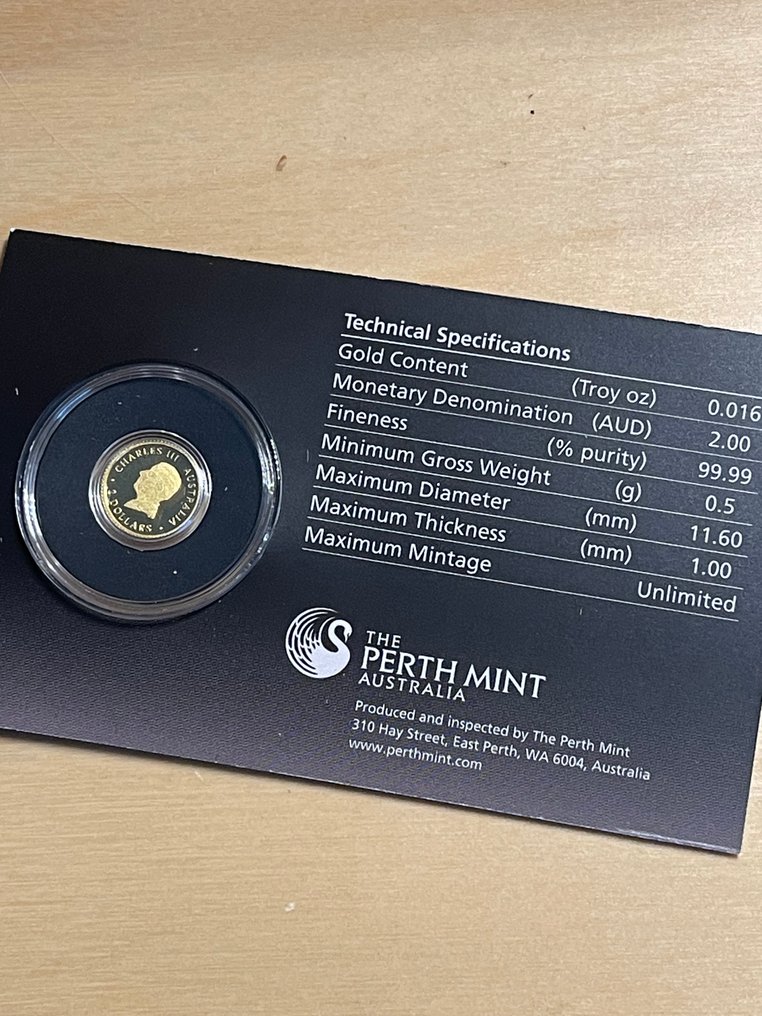 CHARLES III AUSTRALIA
2 DOLLARS
Technical Specifications
Gold Content (Troy oz) 0.016
Monetary Denomination (AUD) 2.00
Fineness (% purity) 99.99
Minimum Gross Weight (g) 0.5
Maximum Diameter (mm) 11.60
Maximum Thickness (mm) 1.00
Maximum Mintage Unlimited
THE
PERTH MINT
AUSTRALIA
Produced and inspected by The Perth Mint
310 Hay Street, East Perth, WA 6004, Australia
www.perthmint.com